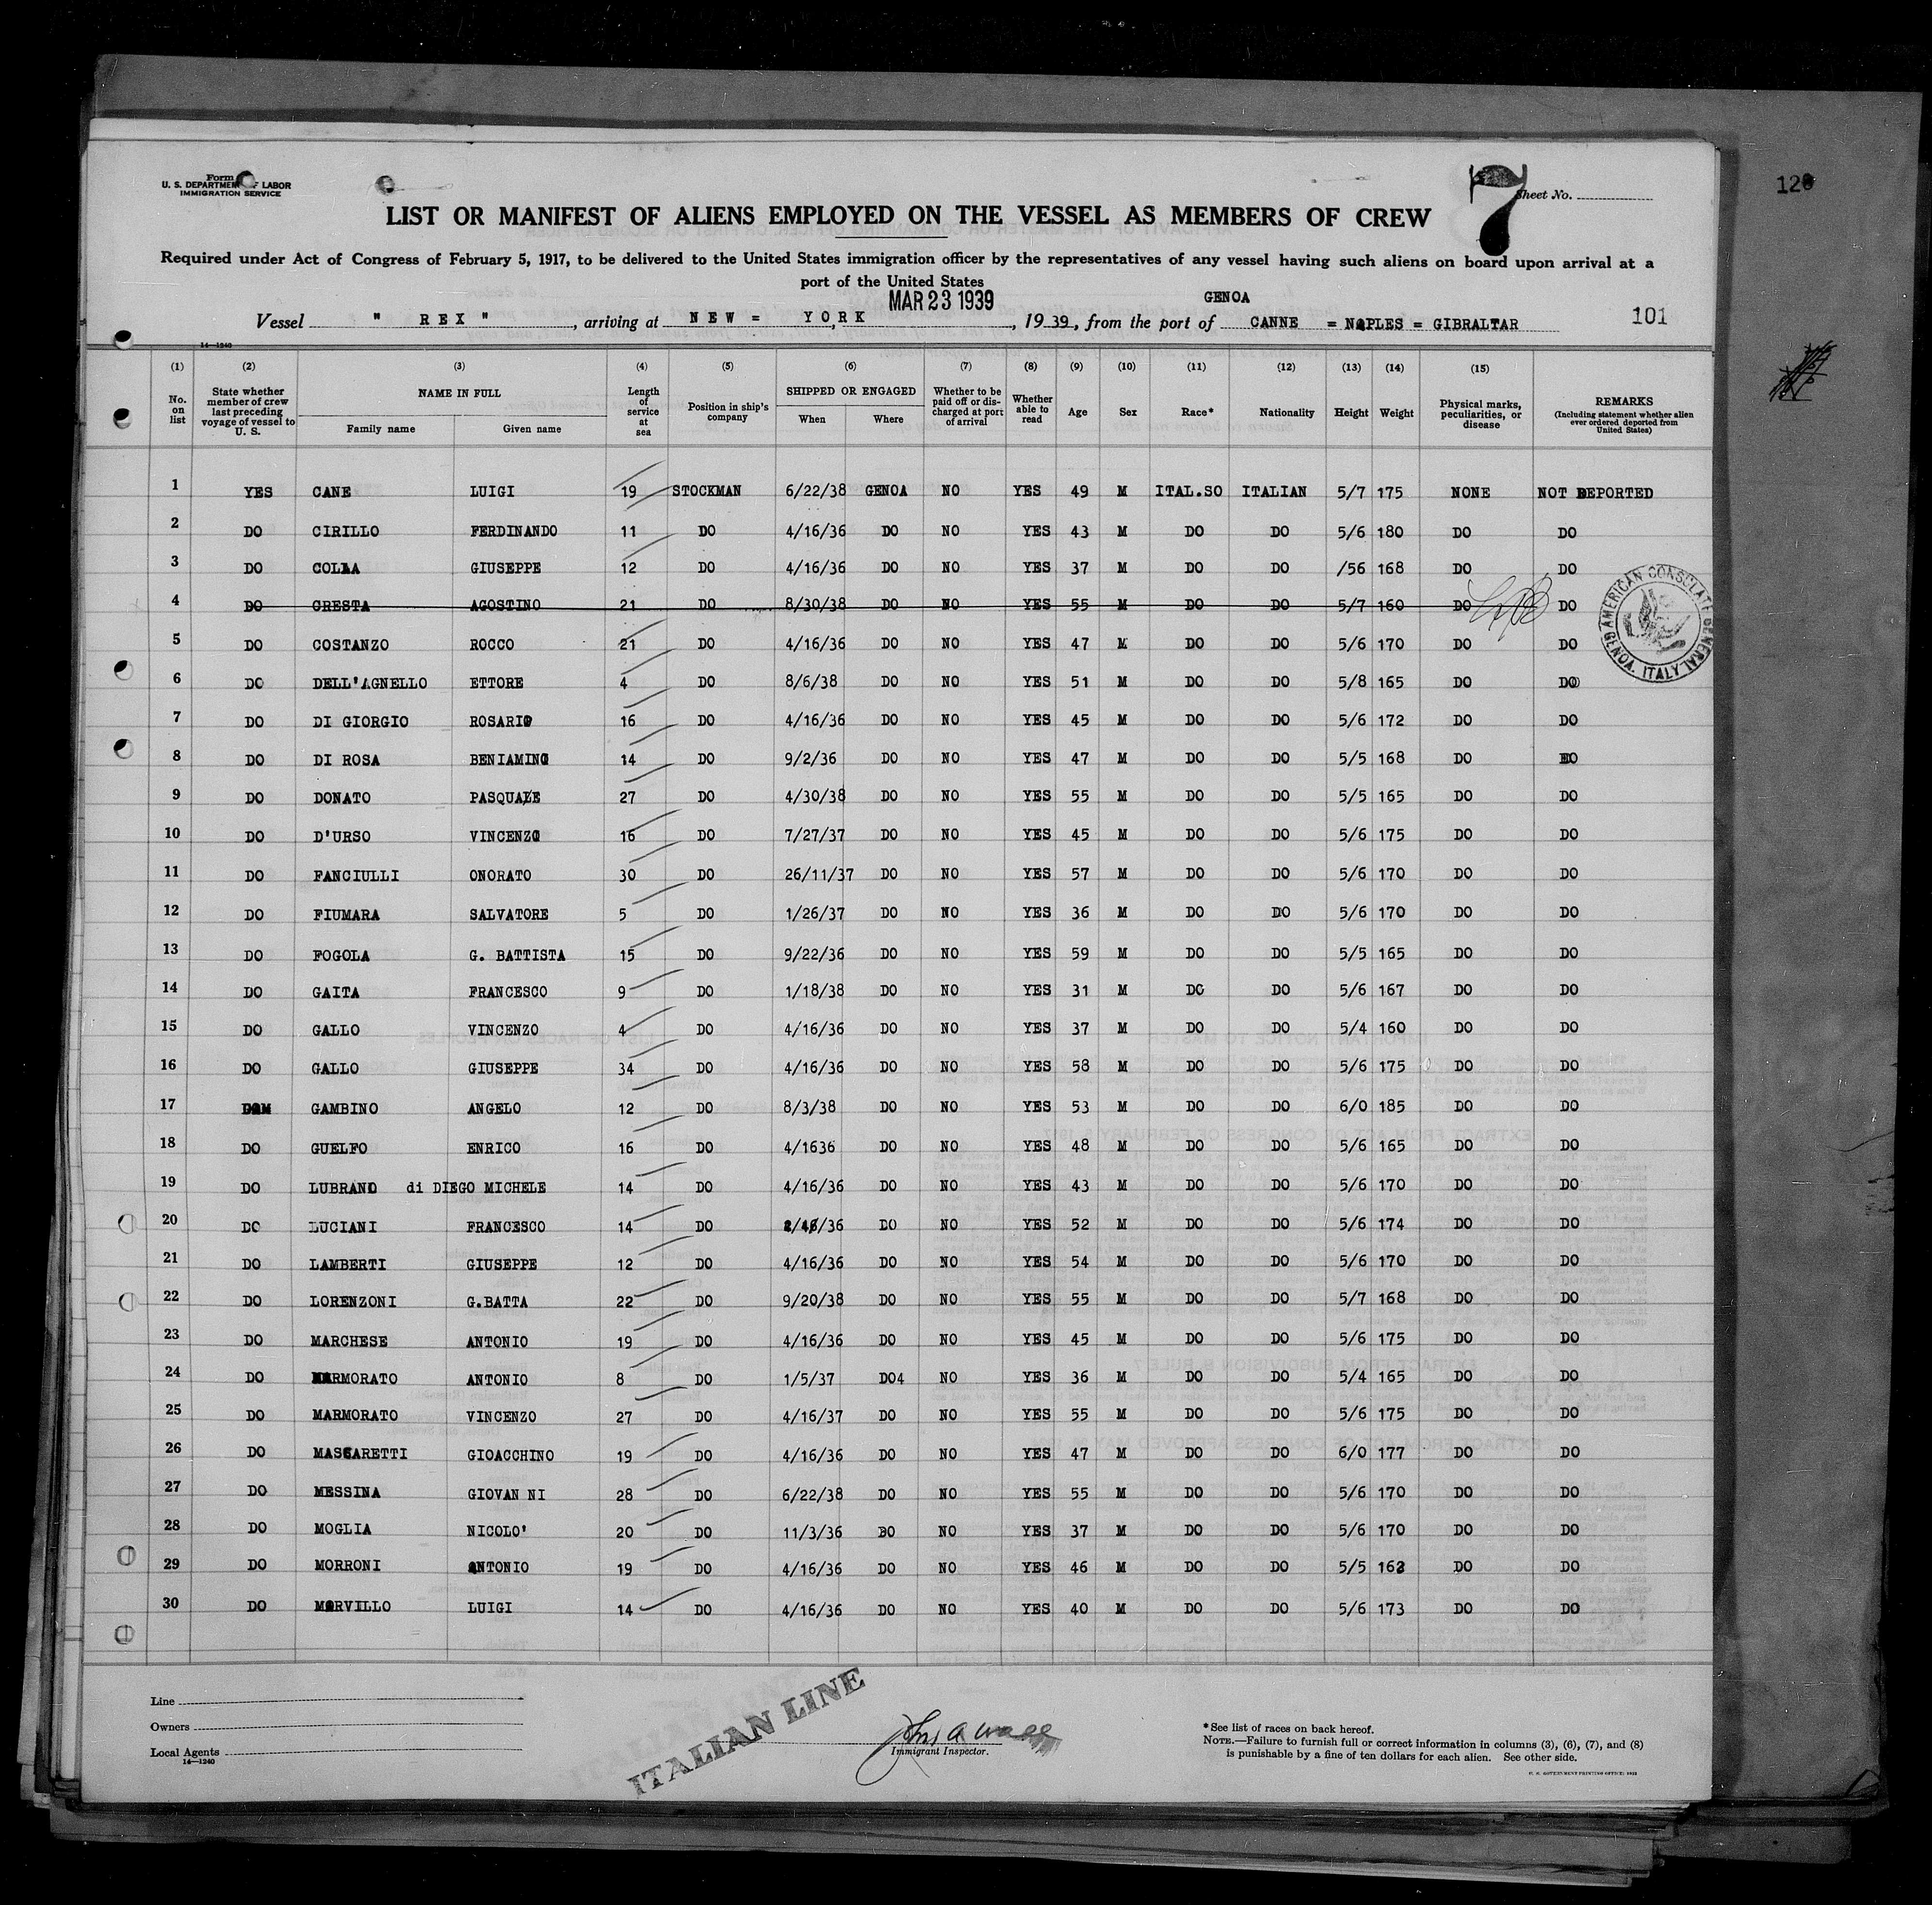 Form
U. S. DEPARTMENT OF LABOR
IMMIGRATION SERVICE
7
Sheet No.
120
LIST OR MANIFEST OF ALIENS EMPLOYED ON THE VESSEL AS MEMBERS OF CREW
Required under Act of Congress of February 5, 1917, to be delivered to the United States immigration officer by the representatives of any vessel having such aliens on board upon arrival at a
port of the United States
MAR 23 1939
GENOA
Vessel " REX " , arriving at NEW = YORK , 1939 , from the port of CANNE = NAPLES = GIBRALTAR
101
14-1240
(1) (2) (3) (4) (5) (6) (7) (8) (9) (10) (11) (12) (13) (14) (15)
No. on list State whether member of crew last preceding voyage of vessel to U. S. NAME IN FULL Family name Given name Length of service at sea Position in ship's company SHIPPED OR ENGAGED When Where Whether to be paid off or discharged at port of arrival Whether able to read Age Sex Race* Nationality Height Weight Physical marks, peculiarities, or disease REMARKS (Including statement whether alien ever ordered deported from United States)
1 YES CANE LUIGI 19 STOCKMAN 6/22/38 GENOA NO YES 49 M ITAL.SO ITALIAN 5/7 175 NONE NOT DEPORTED
2 DO CIRILLO FERDINANDO 11 DO 4/16/36 DO NO YES 43 M DO DO 5/6 180 DO DO
3 DO COLLA GIUSEPPE 12 DO 4/16/36 DO NO YES 37 M DO DO /56 168 DO DO
4 DO CRESTA AGOSTINO 21 DO 8/30/38 DO NO YES 55 M DO DO 5/7 160 DO DO
5 DO COSTANZO ROCCO 21 DO 4/16/36 DO NO YES 47 M DO DO 5/6 170 DO DO
6 DO DELL'AGNELLO ETTORE 4 DO 8/6/38 DO NO YES 51 M DO DO 5/8 165 DO DO
7 DO DI GIORGIO ROSARIO 16 DO 4/16/36 DO NO YES 45 M DO DO 5/6 172 DO DO
8 DO DI ROSA BENIAMINO 14 DO 9/2/36 DO NO YES 47 M DO DO 5/5 168 DO DO
9 DO DONATO PASQUALE 27 DO 4/30/38 DO NO YES 55 M DO DO 5/5 165 DO DO
10 DO D'URSO VINCENZO 16 DO 7/27/37 DO NO YES 45 M DO DO 5/6 175 DO DO
11 DO FANCIULLI ONORATO 30 DO 26/11/37 DO NO YES 57 M DO DO 5/6 170 DO DO
12 DO FIUMARA SALVATORE 5 DO 1/26/37 DO NO YES 36 M DO DO 5/6 170 DO DO
13 DO FOGOLA G. BATTISTA 15 DO 9/22/36 DO NO YES 59 M DO DO 5/5 165 DO DO
14 DO GAITA FRANCESCO 9 DO 1/18/38 DO NO YES 31 M DO DO 5/6 167 DO DO
15 DO GALLO VINCENZO 4 DO 4/16/36 DO NO YES 37 M DO DO 5/4 160 DO DO
16 DO GALLO GIUSEPPE 34 DO 4/16/36 DO NO YES 58 M DO DO 5/6 175 DO DO
17 GAMBINO ANGELO 12 DO 8/3/38 DO NO YES 53 M DO DO 6/0 185 DO DO
18 DO GUELFO ENRICO 16 DO 4/1636 DO NO YES 48 M DO DO 5/6 165 DO DO
19 DO LUBRANO di DIEGO MICHELE 14 DO 4/16/36 DO NO YES 43 M DO DO 5/6 170 DO DO
20 DO LUCIANI FRANCESCO 14 DO DO NO YES 52 M DO DO 5/6 174 DO DO
21 DO LAMBERTI GIUSEPPE 12 DO 4/16/36 DO NO YES 54 M DO DO 5/6 170 DO DO
22 DO LORENZONI G.BATTA 22 DO 9/20/38 DO NO YES 55 M DO DO 5/7 168 DO DO
23 DO MARCHESE ANTONIO 19 DO 4/16/36 DO NO YES 45 M DO DO 5/6 175 DO DO
24 DO MARMORATO ANTONIO 8 DO 1/5/37 DO4 NO YES 36 M DO DO 5/4 165 DO DO
25 DO MARMORATO VINCENZO 27 DO 4/16/37 DO NO YES 55 M DO DO 5/6 175 DO DO
26 DO MASCARETTI GIOACCHINO 19 DO 4/16/36 DO NO YES 47 M DO DO 6/0 177 DO DO
27 DO MESSINA GIOVAN NI 28 DO 6/22/38 DO NO YES 55 M DO DO 5/6 170 DO DO
28 DO MOGLIA NICOLO' 20 DO 11/3/36 DO NO YES 37 M DO DO 5/6 170 DO DO
29 DO MORRONI ANTONIO 19 DO 4/16/36 DO NO YES 46 M DO DO 5/5 162 DO DO
30 DO MORVILLO LUIGI 14 DO 4/16/36 DO NO YES 40 M DO DO 5/6 173 DO DO
AMERICAN CONSULATE GENERAL GENOA, ITALY
Line
Owners
Local Agents
14-1240
ITALIAN LINE
Immigrant Inspector.
*See list of races on back hereof.
NOTE.—Failure to furnish full or correct information in columns (3), (6), (7), and (8)
is punishable by a fine of ten dollars for each alien. See other side.
U. S. GOVERNMENT PRINTING OFFICE: